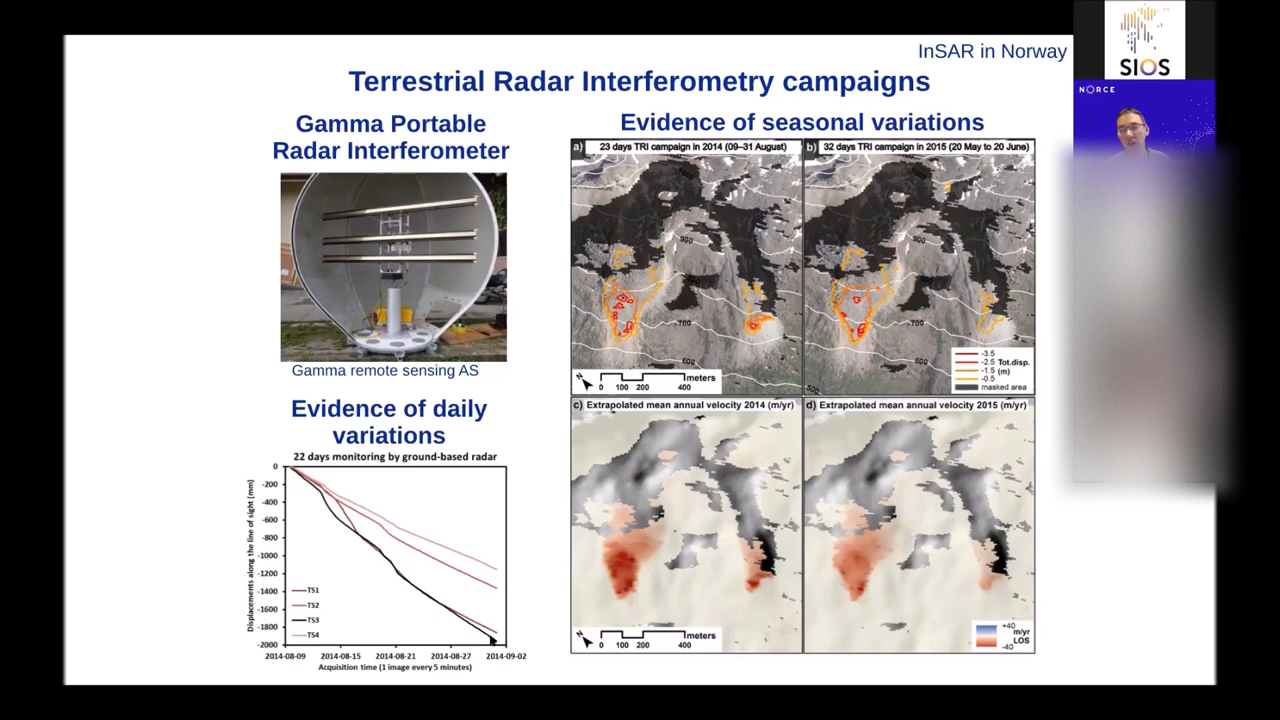 InSAR in Norway
Terrestrial Radar Interferometry campaigns
Gamma Portable
Radar Interferometer
Gamma remote sensing AS
Evidence of daily
variations
22 days monitoring by ground-based radar
Displacements along the line of sight (mm)
0
-200
-400
-600
-800
-1000
-1200
-1400
-1600
-1800
-2000
TS1
TS2
TS3
TS4
2014-08-09 2014-08-15 2014-08-21 2014-08-27 2014-09-02
Acquisition time (1 image every 5 minutes)
Evidence of seasonal variations
a) 23 days TRI campaign in 2014 (09–31 August)
900
700
600
N
meters
0 100 200 400
b) 32 days TRI campaign in 2015 (20 May to 20 June)
900
700
600
500
-3.5
-2.5 Tot.disp.
-1.5 (m)
-0.5
masked area
c) Extrapolated mean annual velocity 2014 (m/yr)
N
meters
0 100 200 400
d) Extrapolated mean annual velocity 2015 (m/yr)
+40
m/yr
LOS
-40
SIOS
NORCE